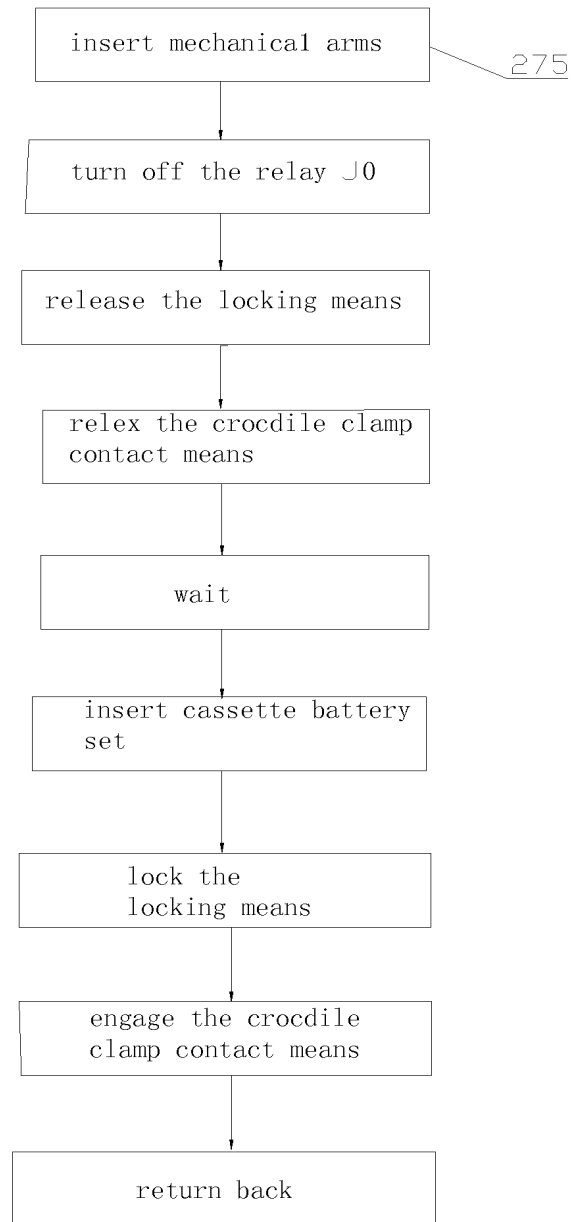 insert mechanical arms
275
turn off the relay J0
release the locking means
relex the crocdile clamp
contact means
wait
insert cassette battery
set
lock the
locking means
engage the crocdile
clamp contact means
return back